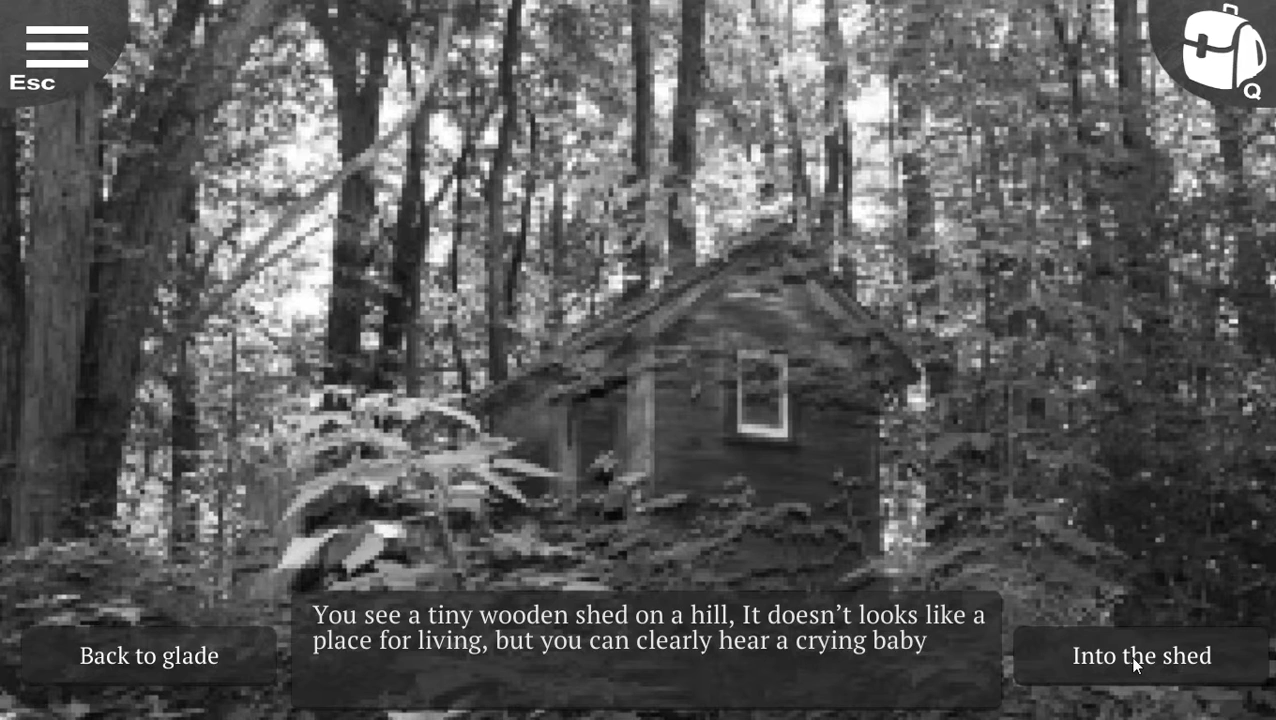 Esc
Q
You see a tiny wooden shed on a hill, It doesn’t looks like a
place for living, but you can clearly hear a crying baby
Back to glade
Into the shed